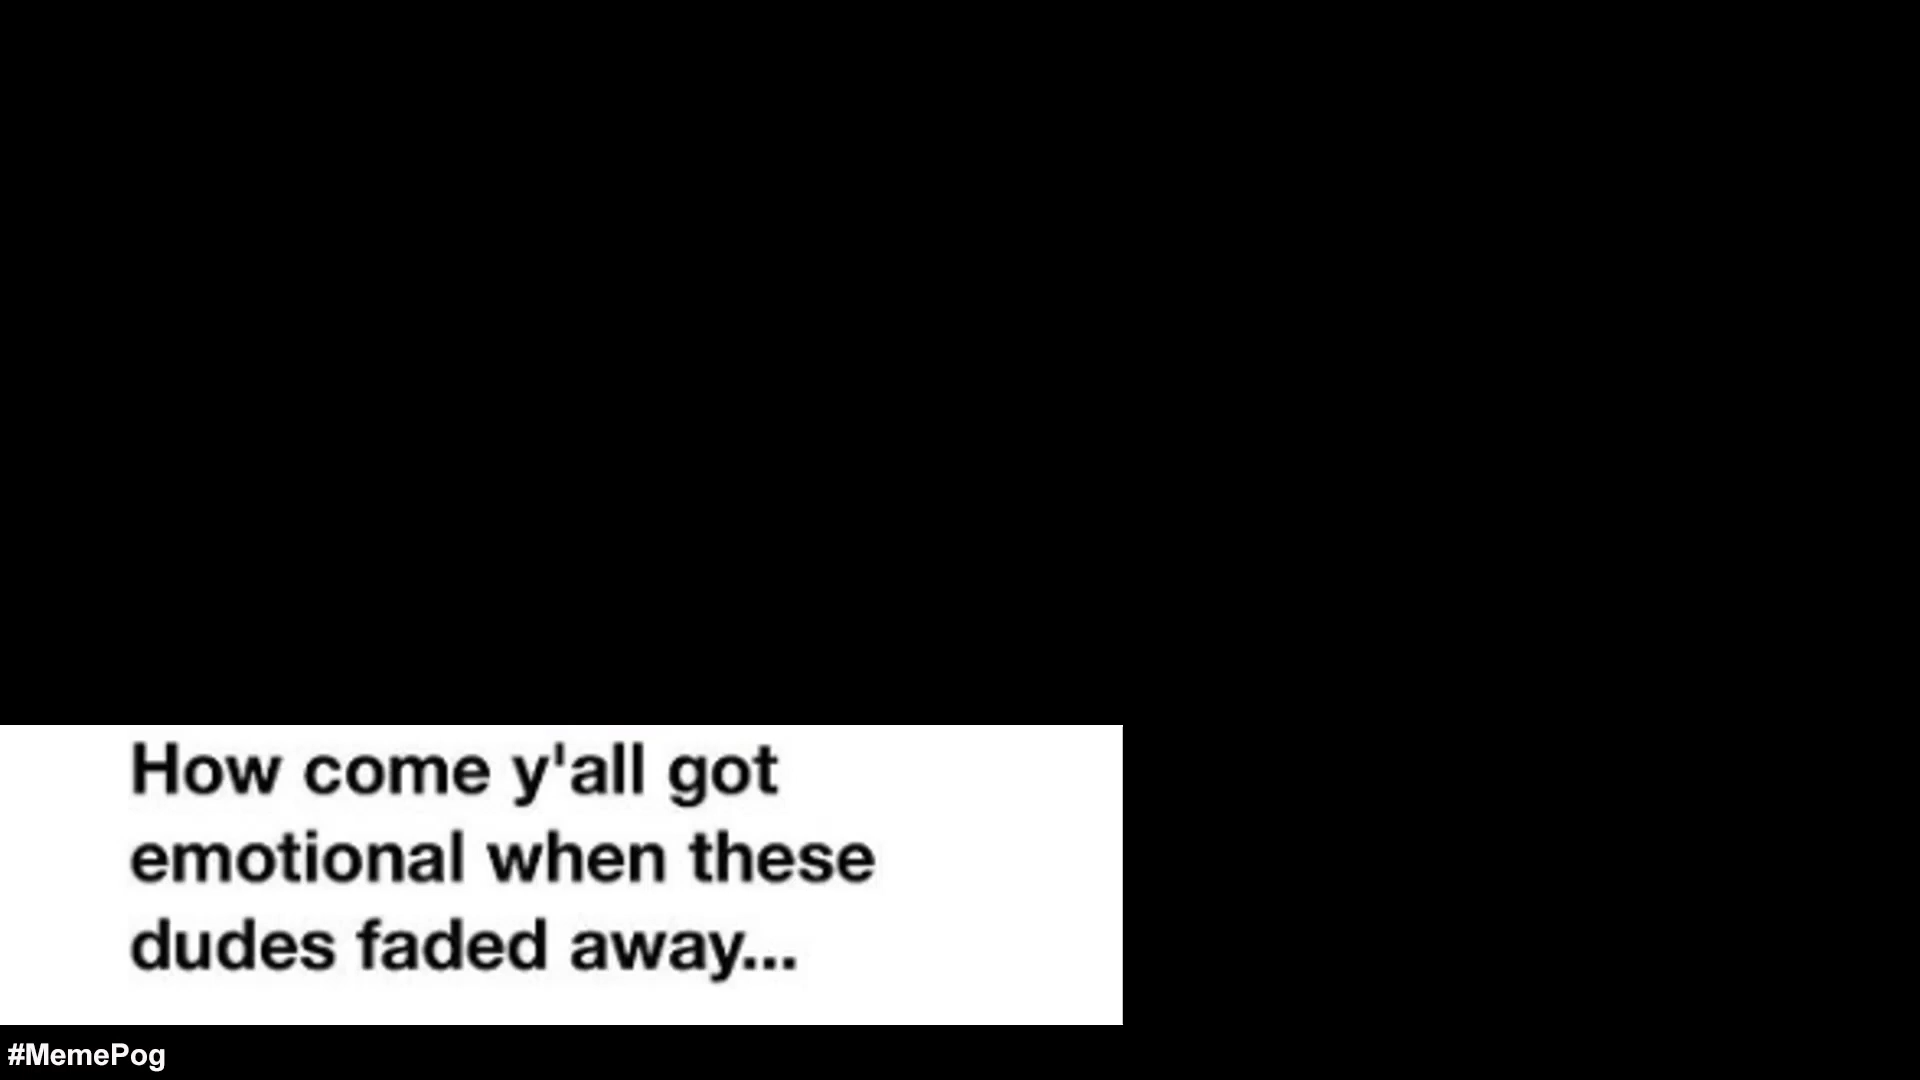 How come y'all got
emotional when these
dudes faded away...
#MemePog